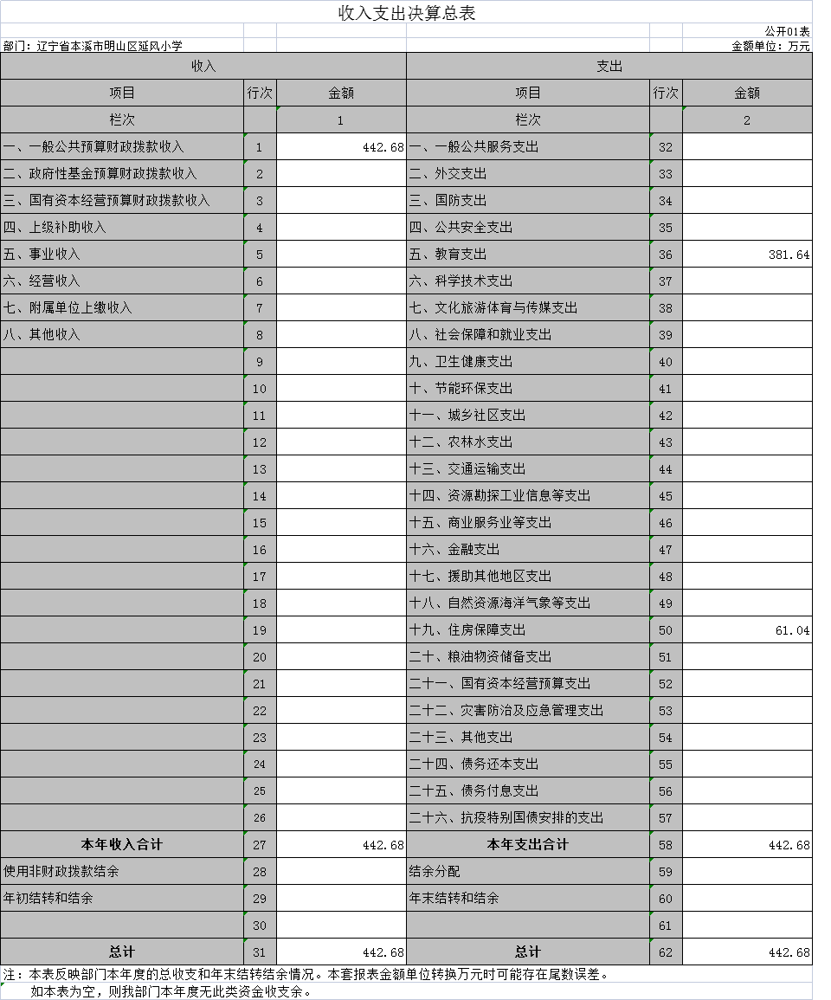 收入支出决算总表
公开01表
部门：辽宁省本溪市明山区延风小学 金额单位：万元
收入 支出
项目 行次 金额 项目 行次 金额
栏次 1 栏次 2
一、一般公共预算财政拨款收入 1 442.68 一、一般公共服务支出 32
二、政府性基金预算财政拨款收入 2 二、外交支出 33
三、国有资本经营预算财政拨款收入 3 三、国防支出 34
四、上级补助收入 4 四、公共安全支出 35
五、事业收入 5 五、教育支出 36 381.64
六、经营收入 6 六、科学技术支出 37
七、附属单位上缴收入 7 七、文化旅游体育与传媒支出 38
八、其他收入 8 八、社会保障和就业支出 39
9 九、卫生健康支出 40
10 十、节能环保支出 41
11 十一、城乡社区支出 42
12 十二、农林水支出 43
13 十三、交通运输支出 44
14 十四、资源勘探工业信息等支出 45
15 十五、商业服务业等支出 46
16 十六、金融支出 47
17 十七、援助其他地区支出 48
18 十八、自然资源海洋气象等支出 49
19 十九、住房保障支出 50 61.04
20 二十、粮油物资储备支出 51
21 二十一、国有资本经营预算支出 52
22 二十二、灾害防治及应急管理支出 53
23 二十三、其他支出 54
24 二十四、债务还本支出 55
25 二十五、债务付息支出 56
26 二十六、抗疫特别国债安排的支出 57
本年收入合计 27 442.68 本年支出合计 58 442.68
使用非财政拨款结余 28 结余分配 59
年初结转和结余 29 年末结转和结余 60
30 61
总计 31 442.68 总计 62 442.68
注：本表反映部门本年度的总收支和年末结转结余情况。本套报表金额单位转换万元时可能存在尾数误差。
如本表为空，则我部门本年度无此类资金收支余。